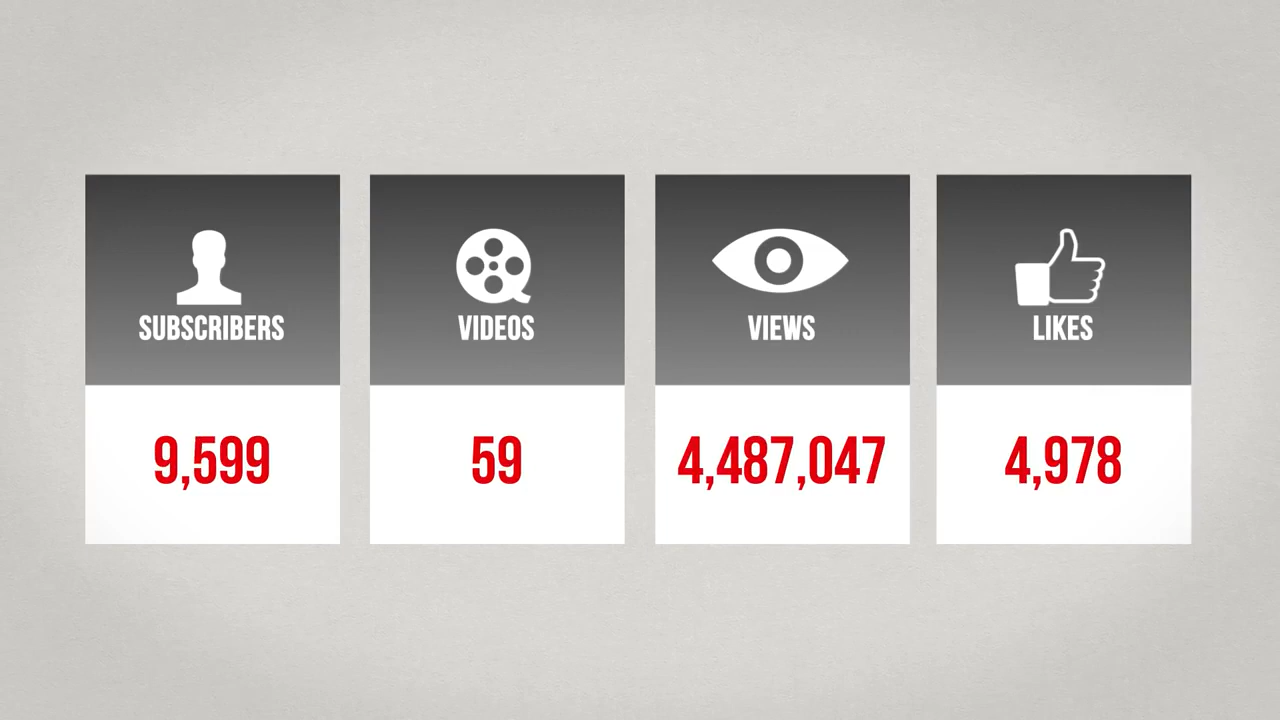 SUBSCRIBERS
9,599
VIDEOS
59
VIEWS
4,487,047
LIKES
4,978